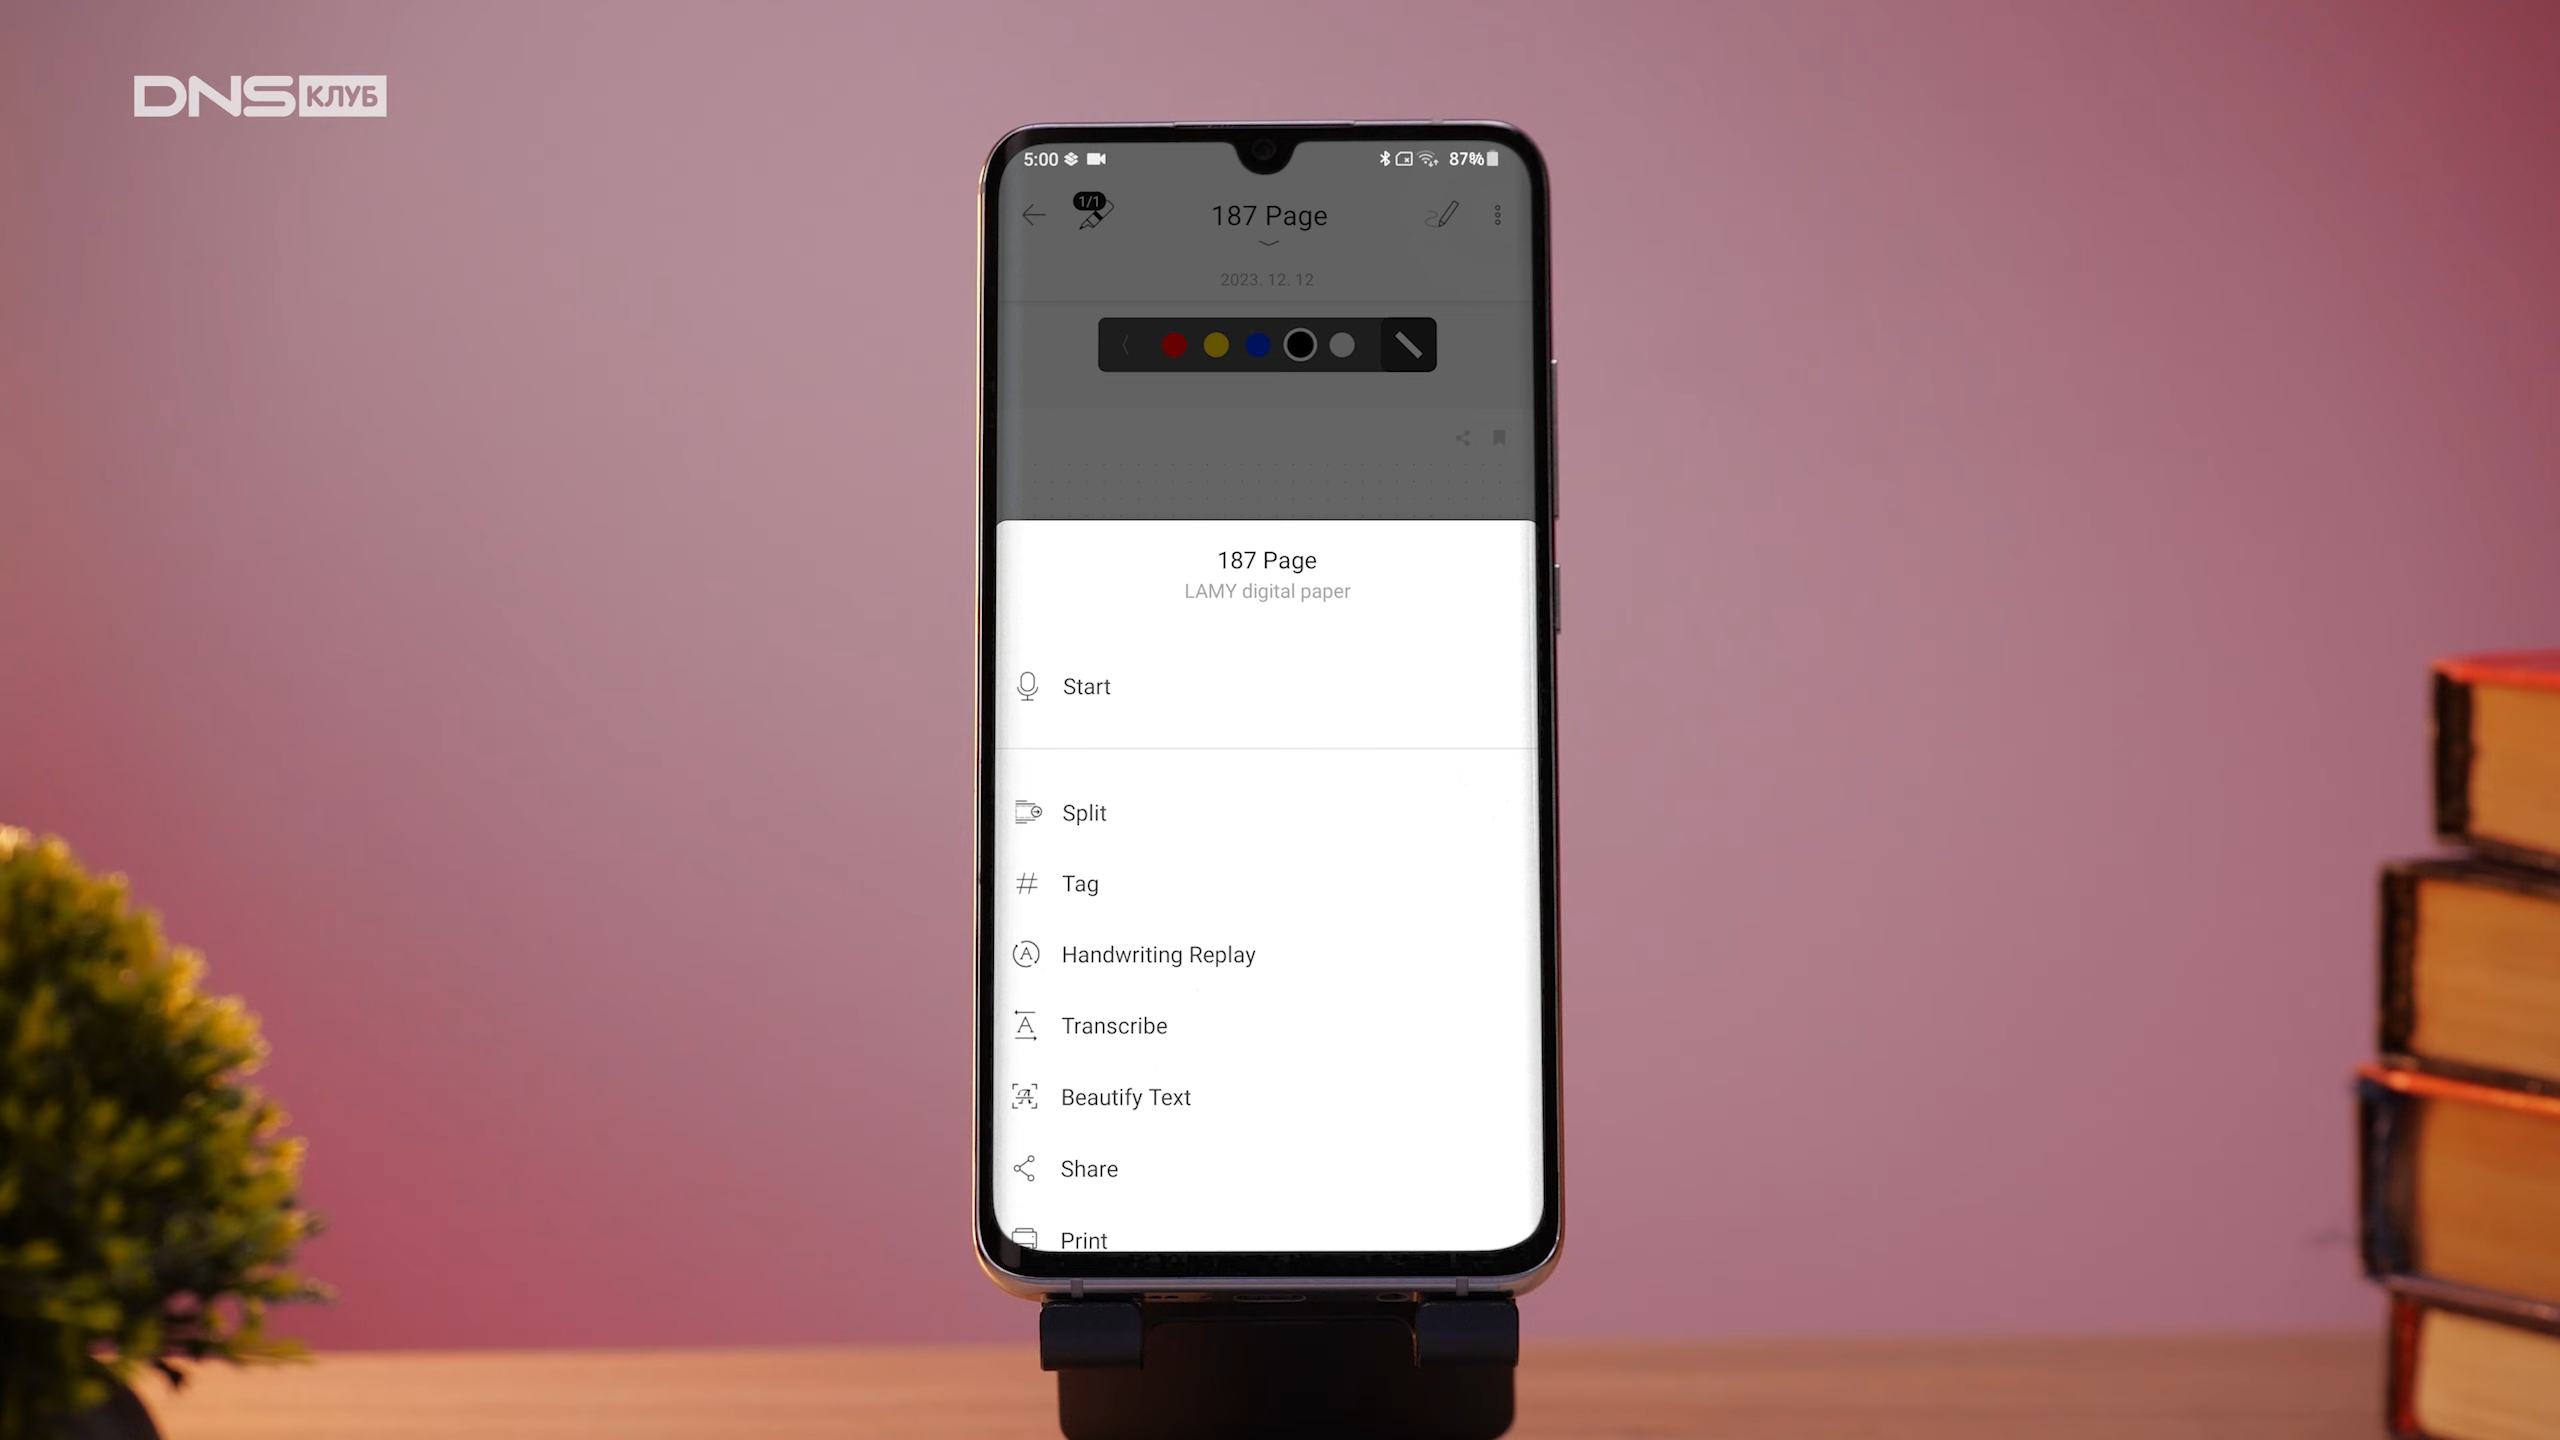 DNS КЛУБ
5:00 87%
1/1
187 Page
2023. 12. 12
187 Page
LAMY digital paper
Start
Split
Tag
Handwriting Replay
Transcribe
Beautify Text
Share
Print